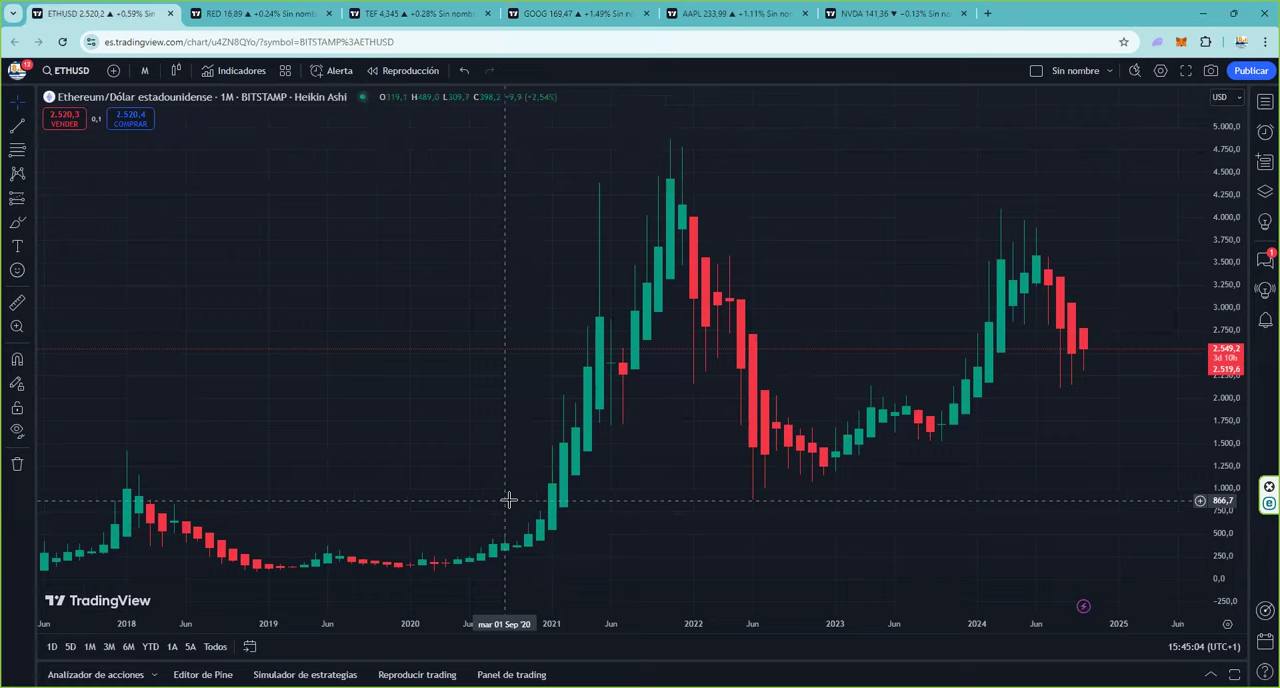 ETHUSD 2.520,2 ▲ +0.59% Sin
RED 16,89 ▲ +0.24% Sin nombr
TEF 4,345 ▲ +0.28% Sin nomb
GOOG 169,47 ▲ +1.49% Sin no
AAPL 233,99 ▲ +1.11% Sin nom
NVDA 141,36 ▼ −0.13% Sin no
es.tradingview.com/chart/u4ZN8QYo/?symbol=BITSTAMP%3AETHUSD
13
ETHUSD
M
Indicadores
Alerta
Reproducción
Sin nombre
Publicar
Ethereum/Dólar estadounidense · 1M · BITSTAMP · Heikin Ashi
O319,1 H489,0 L309,7 C398,2 +9,9 (+2,54%)
USD
2.520,3
VENDER
0,1
2.520,4
COMPRAR
5.000,0
4.750,0
4.500,0
4.250,0
4.000,0
3.750,0
3.500,0
3.250,0
3.000,0
2.750,0
2.549,2
3d 10h
2.519,6
2.250,0
2.000,0
1.750,0
1.500,0
1.250,0
1.000,0
866,7
750,0
500,0
250,0
0,0
−250,0
1
TradingView
Jun
2018
Jun
2019
Jun
2020
mar 01 Sep '20
2021
Jun
2022
Jun
2023
Jun
2024
Jun
2025
Jun
1D 5D 1M 3M 6M YTD 1A 5A Todos
15:45:04 (UTC+1)
Analizador de acciones
Editor de Pine
Simulador de estrategias
Reproducir trading
Panel de trading